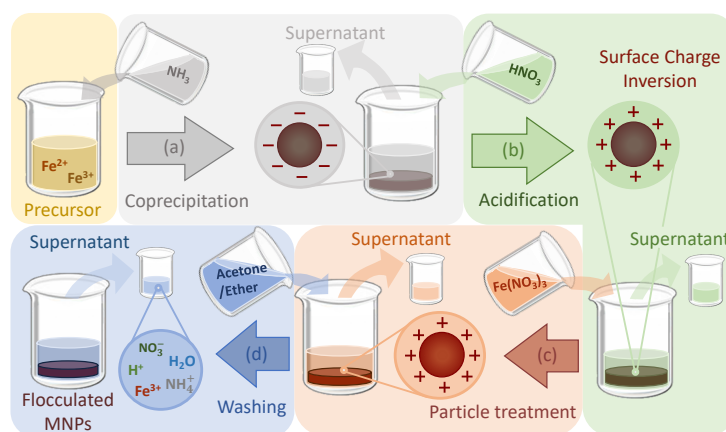 Supernatant
NH₃
HNO₃
Surface Charge
Inversion
Fe²⁺
Fe³⁺
(a)
(b)
Precursor
Coprecipitation
Acidification
Supernatant
Acetone
/Ether
Supernatant
Fe(NO₃)₃
Supernatant
NO₃⁻
H⁺
H₂O
Fe³⁺
NH₄⁺
(d)
(c)
Flocculated
MNPs
Washing
Particle treatment